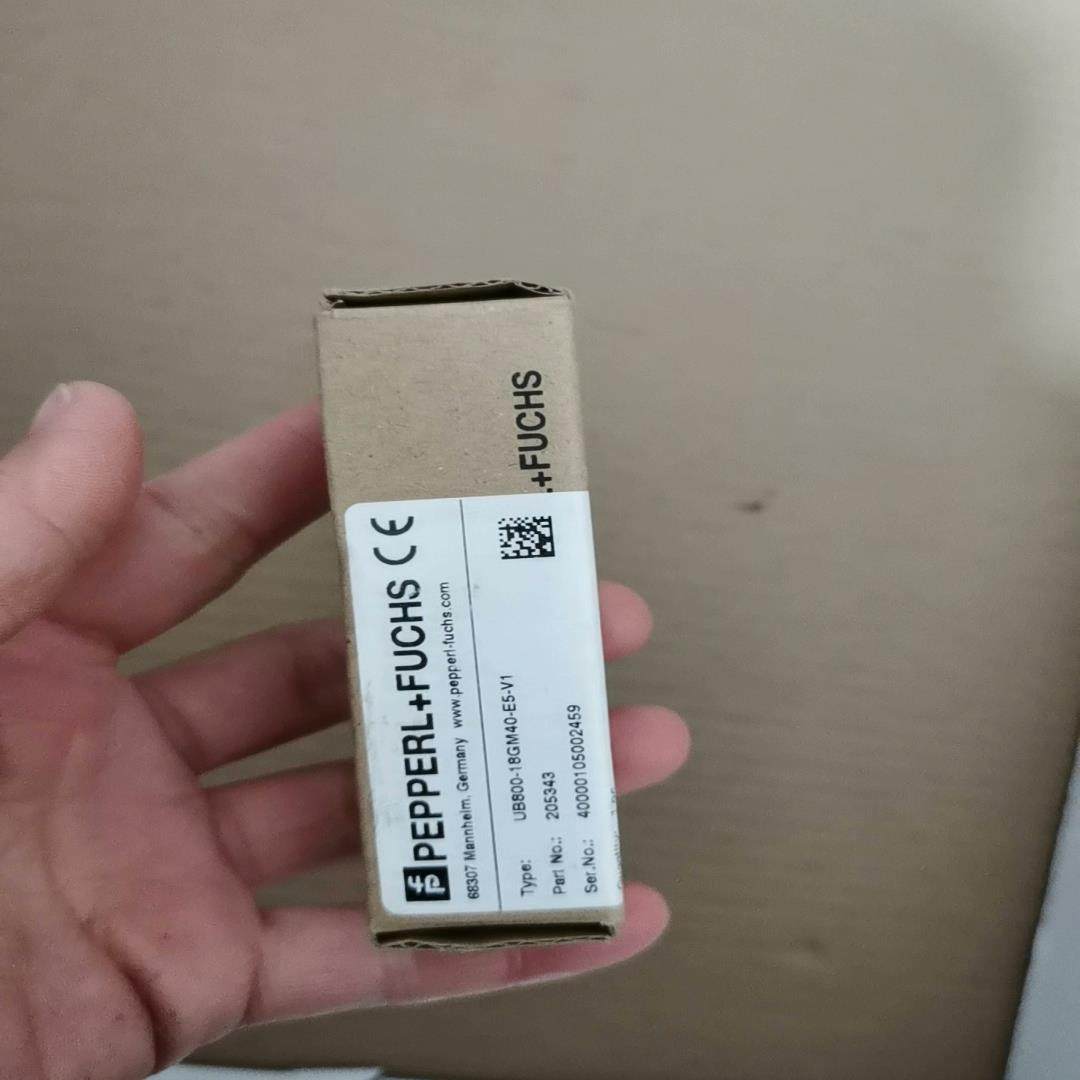 +FUCHS
PEPPERL+FUCHS CE
68307 Mannheim, Germany www.pepperl-fuchs.com
Type: UB800-18GM40-E5-V1
Part No.: 205343
Ser.No.: 40000105002459